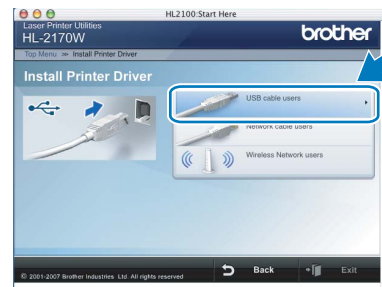 HL2100:Start Here
Laser Printer Utilities
HL-2170W
brother
Top Menu ≫ Install Printer Driver
Install Printer Driver
USB cable users
Network cable users
Wireless Network users
© 2001-2007 Brother Industries Ltd. All rights reserved
Back
Exit